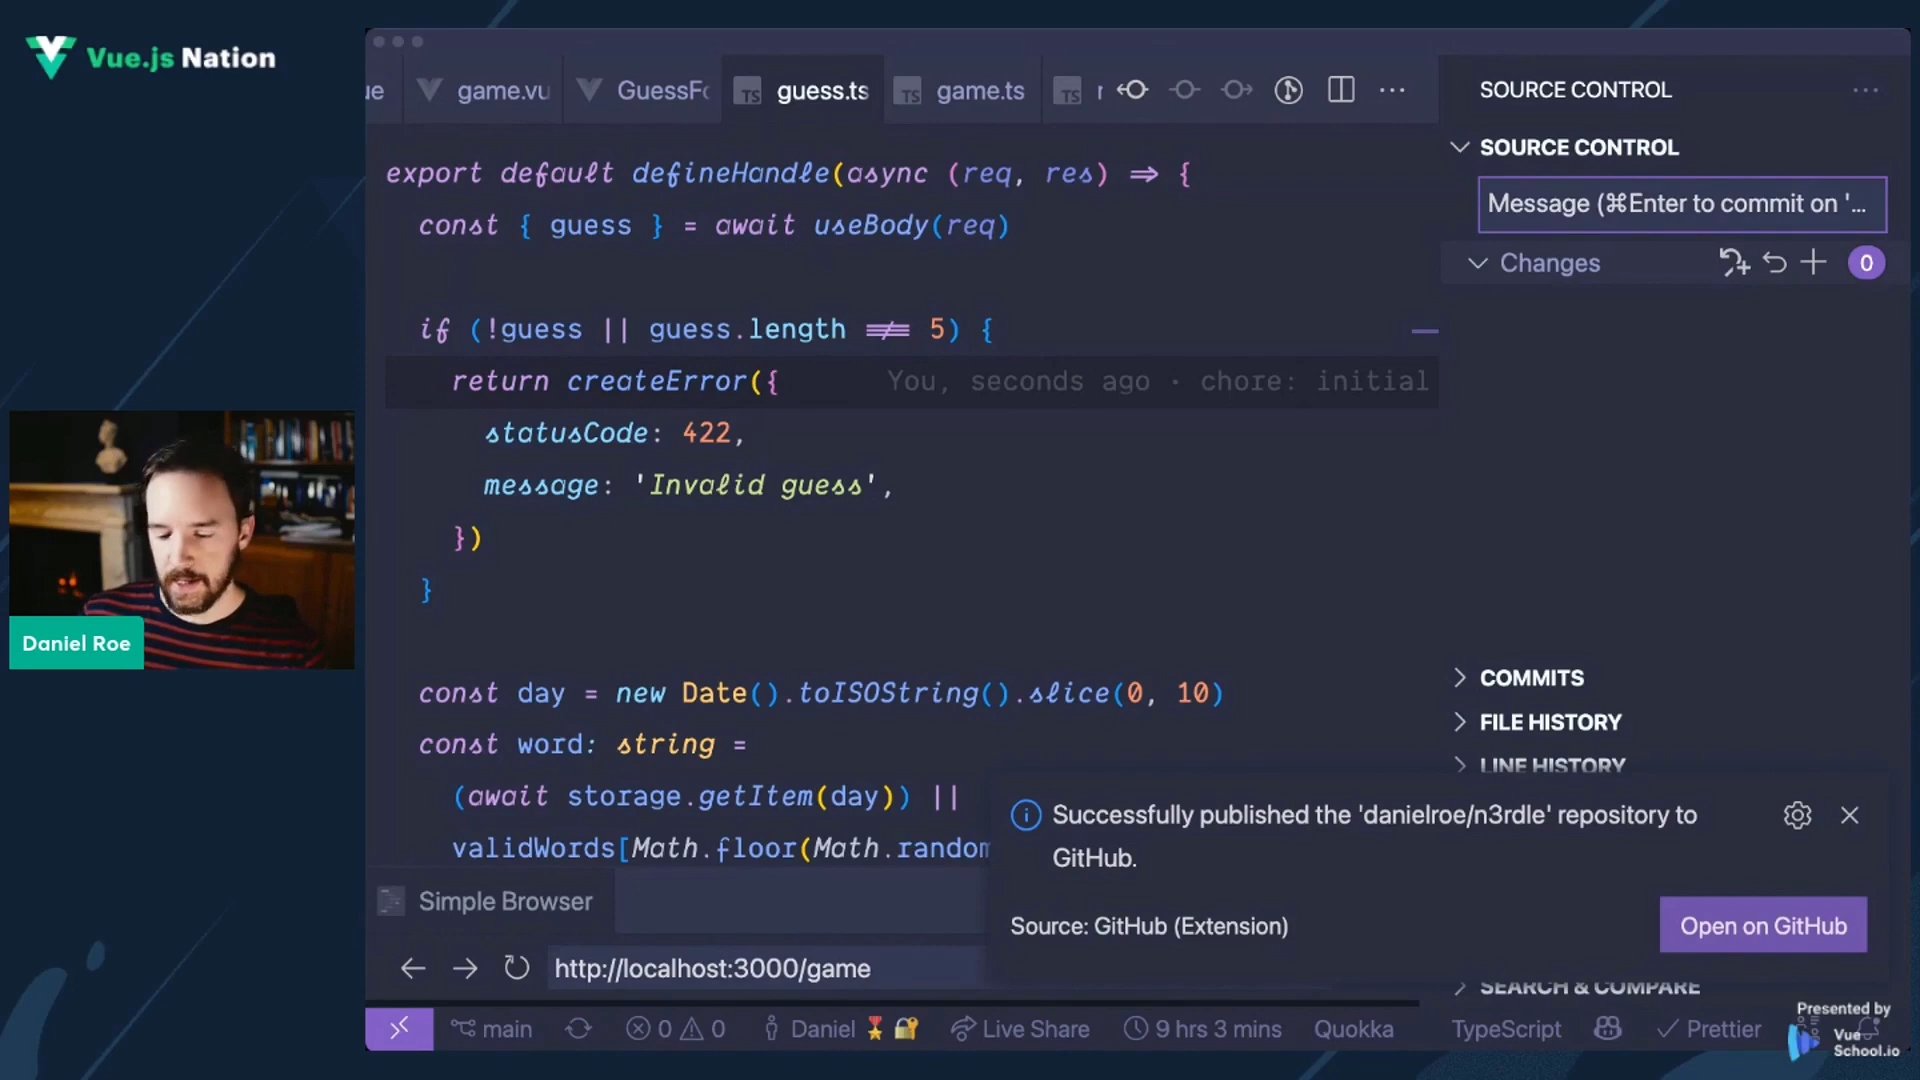 Vue.js Nation
Daniel Roe
game.vu
GuessFo
TS guess.ts
TS game.ts
TS
export default defineHandle(async (req, res) => {
const { guess } = await useBody(req)
if (!guess || guess.length !== 5) {
return createError({
You, seconds ago · chore: initial
statusCode: 422,
message: 'Invalid guess',
})
}
const day = new Date().toISOString().slice(0, 10)
const word: string =
(await storage.getItem(day)) ||
validWords[Math.floor(Math.random
Simple Browser
http://localhost:3000/game
SOURCE CONTROL
SOURCE CONTROL
Message (⌘Enter to commit on '...
Changes
0
COMMITS
FILE HISTORY
LINE HISTORY
Successfully published the 'danielroe/n3rdle' repository to
GitHub.
Source: GitHub (Extension)
Open on GitHub
SEARCH & COMPARE
main
0
0
Daniel
Live Share
9 hrs 3 mins
Quokka
TypeScript
Prettier
Presented by
Vue
School.io